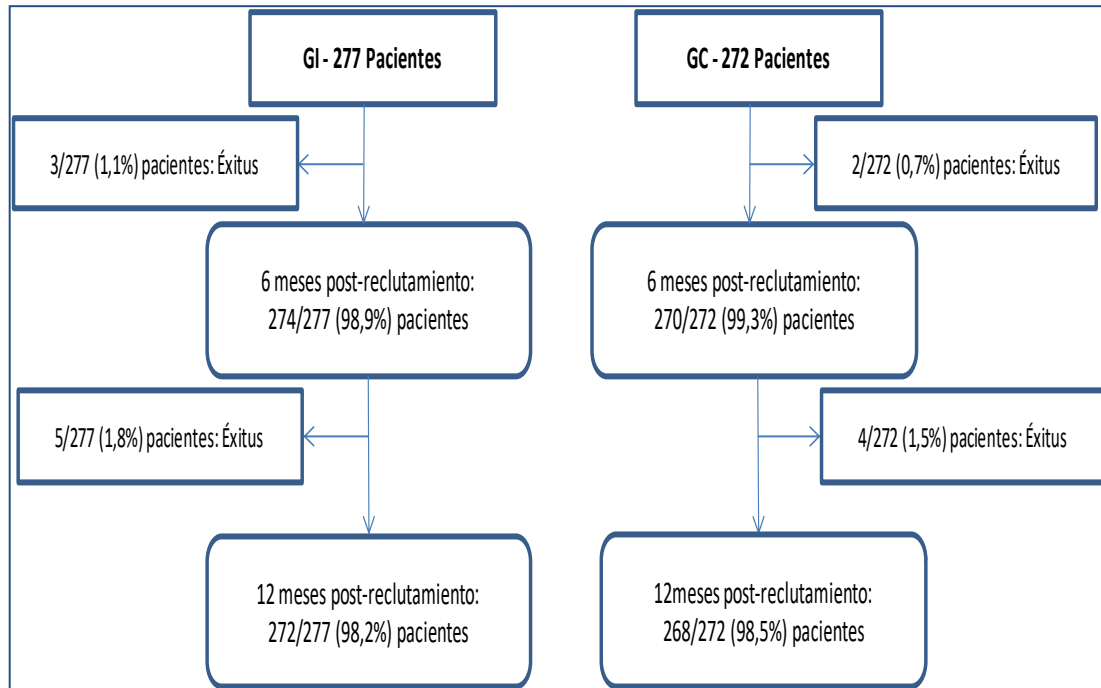 GI - 277 Pacientes
GC - 272 Pacientes
3/277 (1,1%) pacientes: Éxitus
2/272 (0,7%) pacientes: Éxitus
6 meses post-reclutamiento:
274/277 (98,9%) pacientes
6 meses post-reclutamiento:
270/272 (99,3%) pacientes
5/277 (1,8%) pacientes: Éxitus
4/272 (1,5%) pacientes: Éxitus
12 meses post-reclutamiento:
272/277 (98,2%) pacientes
12meses post-reclutamiento:
268/272 (98,5%) pacientes